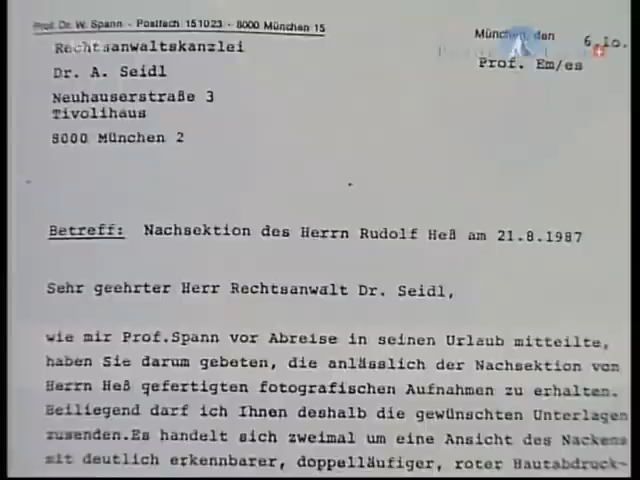 Prof. Dr. W. Spann - Postfach 151023 - 8000 München 15
München, den 6.10.
Prof. Em/es
Rechtsanwaltskanzlei
Dr. A. Seidl
Neuhauserstraße 3
Tivolihaus
8000 München 2
Betreff: Nachsektion des Herrn Rudolf Heß am 21.8.1987
Sehr geehrter Herr Rechtsanwalt Dr. Seidl,
wie mir Prof.Spann vor Abreise in seinen Urlaub mitteilte,
haben Sie darum gebeten, die anlässlich der Nachsektion von
Herrn Heß gefertigten fotografischen Aufnahmen zu erhalten.
Beiliegend darf ich Ihnen deshalb die gewünschten Unterlagen
zusenden.Es handelt sich zweimal um eine Ansicht des Nackens
mit deutlich erkennbarer, doppelläufiger, roter Hautabdruck-